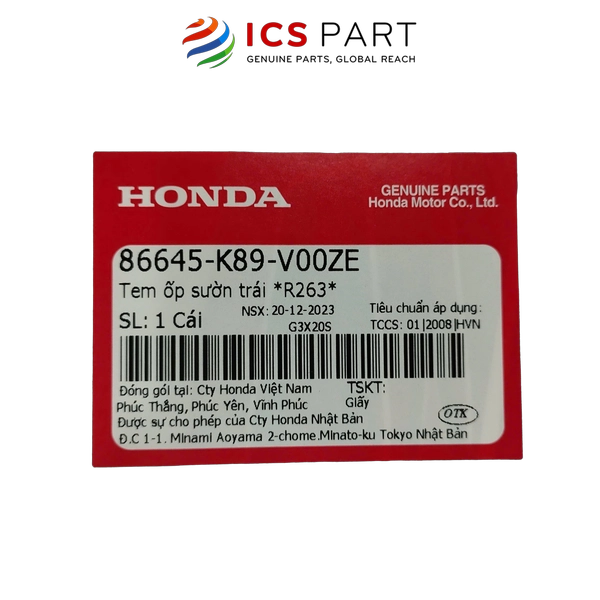 ICS PART
GENUINE PARTS, GLOBAL REACH
HONDA
GENUINE PARTS
Honda Motor Co., Ltd.
86645-K89-V00ZE
Tem ốp sườn trái *R263*
NSX: 20-12-2023
Tiêu chuẩn áp dụng:
SL: 1 Cái
G3X20S
TCCS: 01|2008|HVN
Đóng gói tại: Cty Honda Việt Nam
TSKT:
Phúc Thắng, Phúc Yên, Vĩnh Phúc
Giấy
Được sự cho phép của Cty Honda Nhật Bản
OTK
Đ.C 1-1. Minami Aoyama 2-chome.Minato-ku Tokyo Nhật Bản